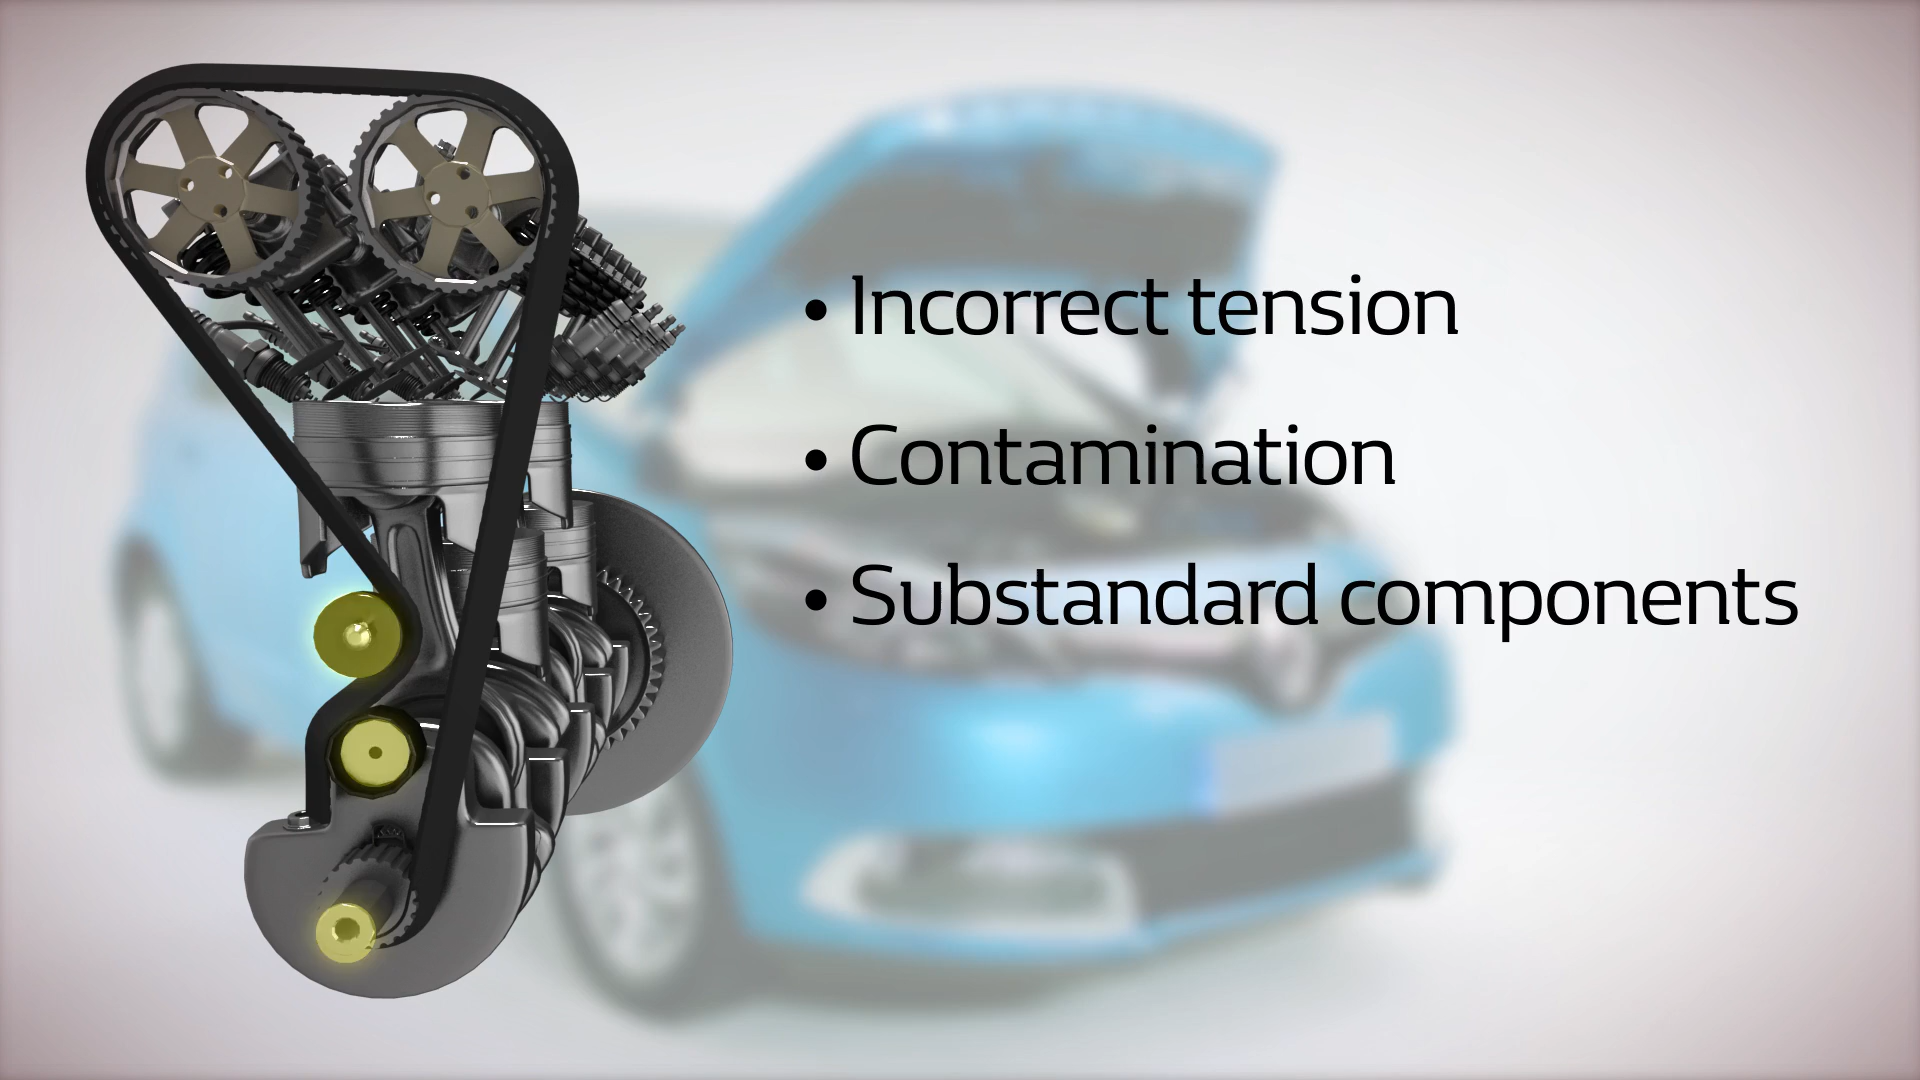 • Incorrect tension
• Contamination
• Substandard components